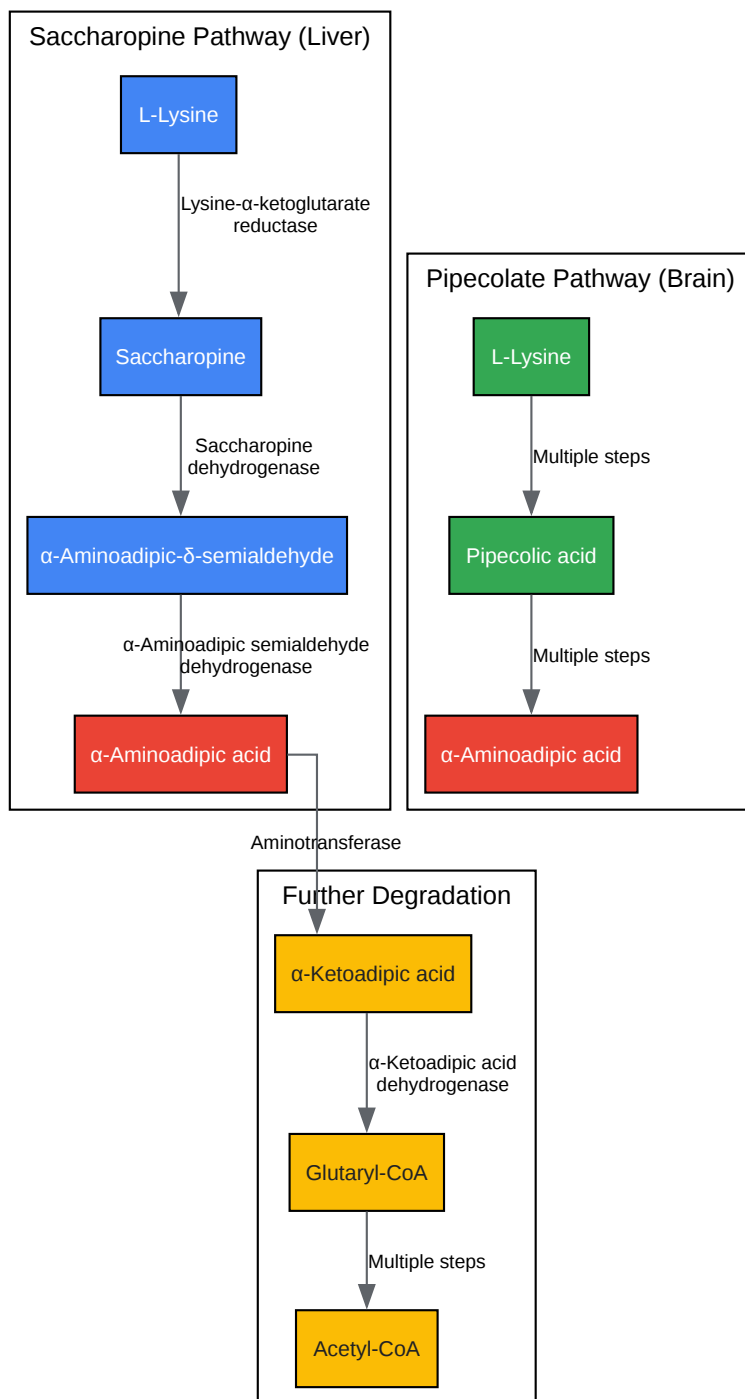 Saccharopine Pathway (Liver)
L-Lysine
Lysine-α-ketoglutarate
reductase
Saccharopine
Saccharopine
dehydrogenase
α-Aminoadipic-δ-semialdehyde
α-Aminoadipic semialdehyde
dehydrogenase
α-Aminoadipic acid
Pipecolate Pathway (Brain)
L-Lysine
Multiple steps
Pipecolic acid
Multiple steps
α-Aminoadipic acid
Aminotransferase
Further Degradation
α-Ketoadipic acid
α-Ketoadipic acid
dehydrogenase
Glutaryl-CoA
Multiple steps
Acetyl-CoA